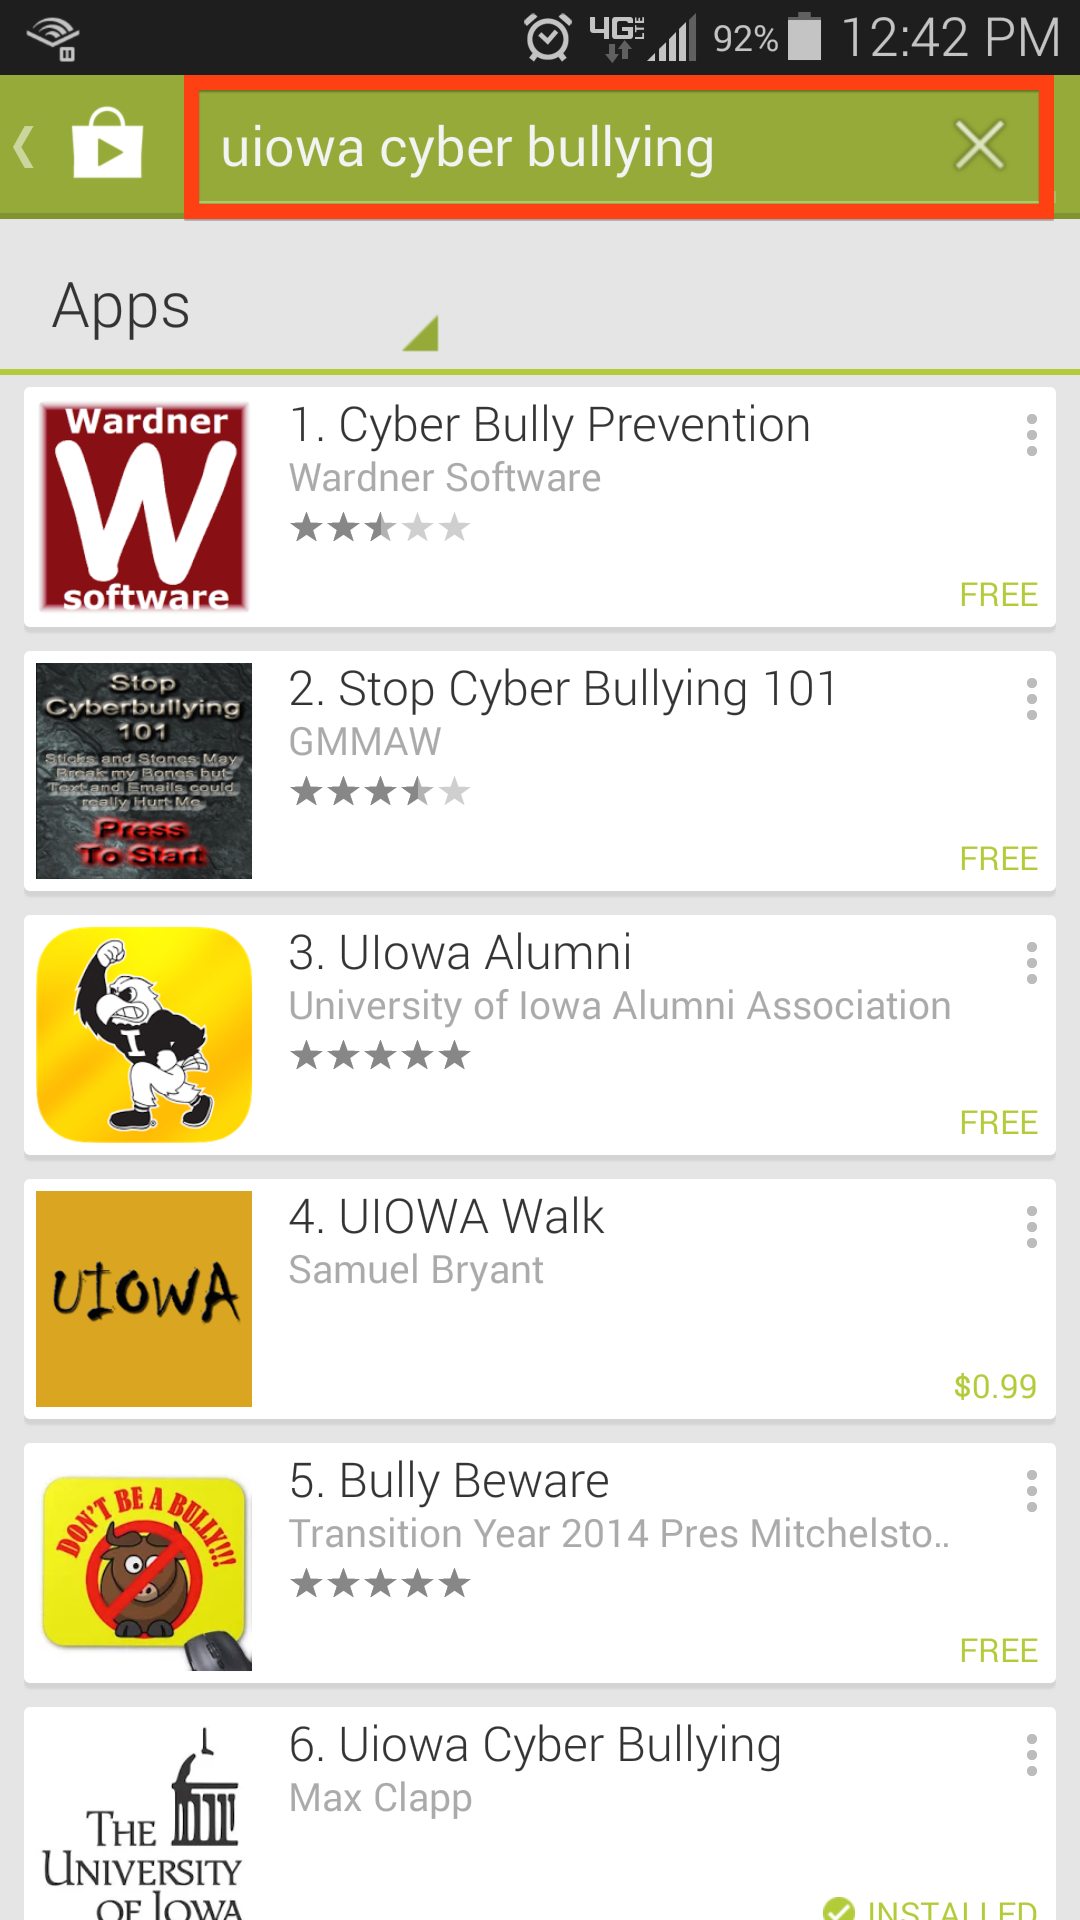 4G LTE 92% 12:42 PM
uiowa cyber bullying
Apps
Wardner
W
software
1. Cyber Bully Prevention
Wardner Software
FREE
Stop
Cyberbullying
101
Sticks and Stones May
Break my Bones but
Text and Emails could
really Hurt Me
Press
To Start
2. Stop Cyber Bullying 101
GMMAW
FREE
I
3. UIowa Alumni
University of Iowa Alumni Association
FREE
UIOWA
4. UIOWA Walk
Samuel Bryant
$0.99
DON'T BE A BULLY!!!
5. Bully Beware
Transition Year 2014 Pres Mitchelsto..
FREE
THE
UNIVERSITY
OF IOWA
6. Uiowa Cyber Bullying
Max Clapp
INSTALLED